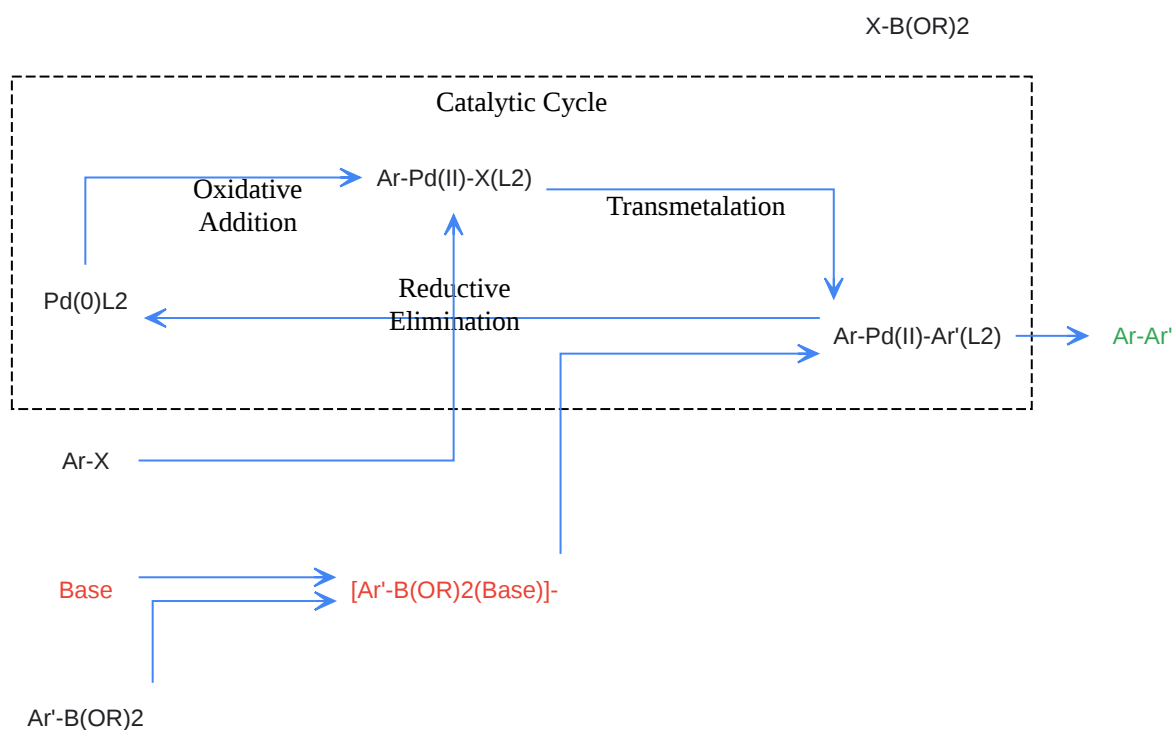 X-B(OR)2
Catalytic Cycle
Ar-Pd(II)-X(L2)
Oxidative
Addition
Transmetalation
Pd(0)L2
Reductive
Elimination
Ar-Pd(II)-Ar'(L2)
Ar-Ar'
Ar-X
Base
[Ar'-B(OR)2(Base)]-
Ar'-B(OR)2